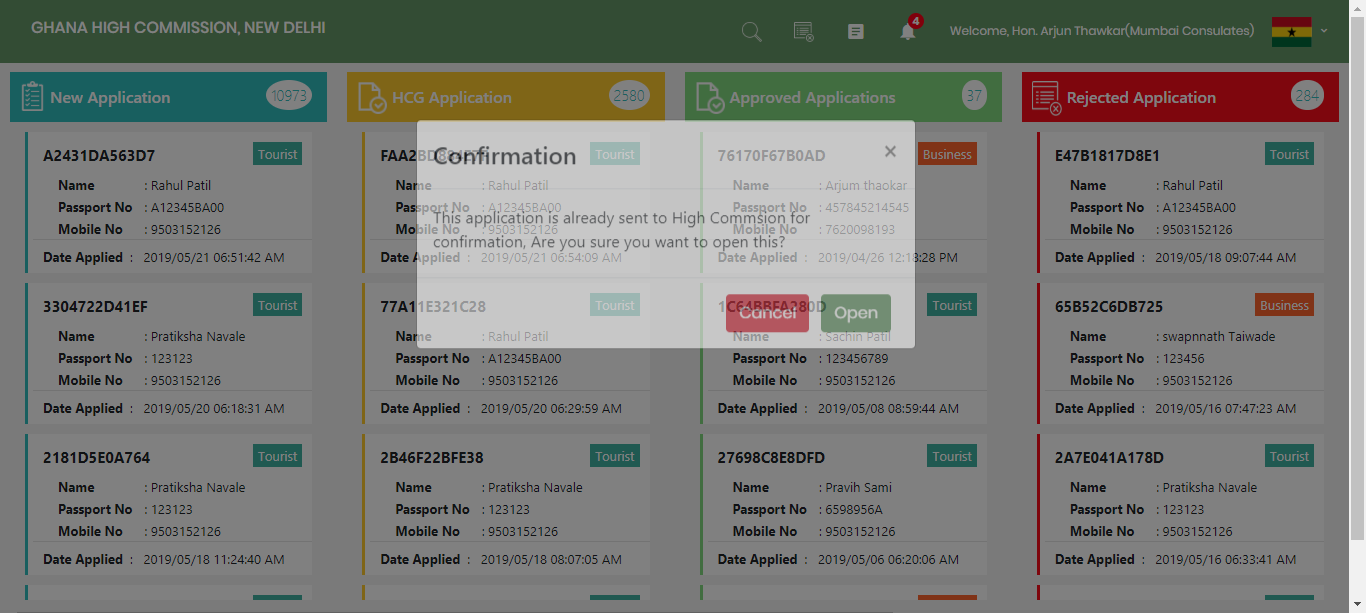 GHANA HIGH COMMISSION, NEW DELHI
4
Welcome, Hon. Arjun Thawkar(Mumbai Consulates)
New Application 10973
HCG Application 2580
Approved Applications 37
Rejected Application 284
A2431DA563D7 Tourist
Name : Rahul Patil
Passport No : A12345BA00
Mobile No : 9503152126
Date Applied : 2019/05/21 06:51:42 AM
3304722D41EF Tourist
Name : Pratiksha Navale
Passport No : 123123
Mobile No : 9503152126
Date Applied : 2019/05/20 06:18:31 AM
2181D5E0A764 Tourist
Name : Pratiksha Navale
Passport No : 123123
Mobile No : 9503152126
Date Applied : 2019/05/18 11:24:40 AM
Tourist
Name : Rahul Patil
Passport No : A12345BA00
Mobile No : 9503152126
Date Applied : 2019/05/21 06:54:09 AM
77A11E321C28 Tourist
Name : Rahul Patil
Passport No : A12345BA00
Mobile No : 9503152126
Date Applied : 2019/05/20 06:29:59 AM
2B46F22BFE38 Tourist
Name : Pratiksha Navale
Passport No : 123123
Mobile No : 9503152126
Date Applied : 2019/05/18 08:07:05 AM
76170F67B0AD Business
Name : Arjum thaokar
Passport No : 457845214545
Mobile No : 7620098193
Date Applied : 2019/04/26 12:18:28 PM
1C64BBFA280D Tourist
Name : Sachin Patil
Passport No : 123456789
Mobile No : 9503152126
Date Applied : 2019/05/08 08:59:44 AM
27698C8E8DFD Tourist
Name : Pravih Sami
Passport No : 6598956A
Mobile No : 9503152126
Date Applied : 2019/05/06 06:20:06 AM
E47B1817D8E1 Tourist
Name : Rahul Patil
Passport No : A12345BA00
Mobile No : 9503152126
Date Applied : 2019/05/18 09:07:44 AM
65B52C6DB725 Business
Name : swapnnath Taiwade
Passport No : 123456
Mobile No : 9503152126
Date Applied : 2019/05/16 07:47:23 AM
2A7E041A178D Tourist
Name : Pratiksha Navale
Passport No : 123123
Mobile No : 9503152126
Date Applied : 2019/05/16 06:33:41 AM
Confirmation ×
This application is already sent to High Commsion for
confirmation, Are you sure you want to open this?
Cancel Open